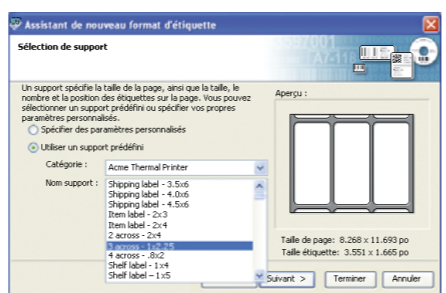 Assistant de nouveau format d'étiquette
Sélection de support
Un support spécifie la taille de la page, ainsi que la taille, le
nombre et la position des étiquettes sur la page. Vous pouvez
sélectionner un support prédéfini ou spécifier vos propres
paramètres personnalisés.
Spécifier des paramètres personnalisés
Utiliser un support prédéfini
Catégorie :
Acme Thermal Printer
Nom support :
Shipping label - 3.5x6
Shipping label - 4.0x6
Shipping label - 4.5x6
Item label - 2x3
Item label - 2x4
2 across - 2x4
3 across - 1x2.25
4 across - .8x2
Shelf label - 1x4
Shelf label - 1x5
Aperçu :
Taille de page: 8.268 x 11.693 po
Taille étiquette: 3.551 x 1.665 po
Suivant >
Terminer
Annuler